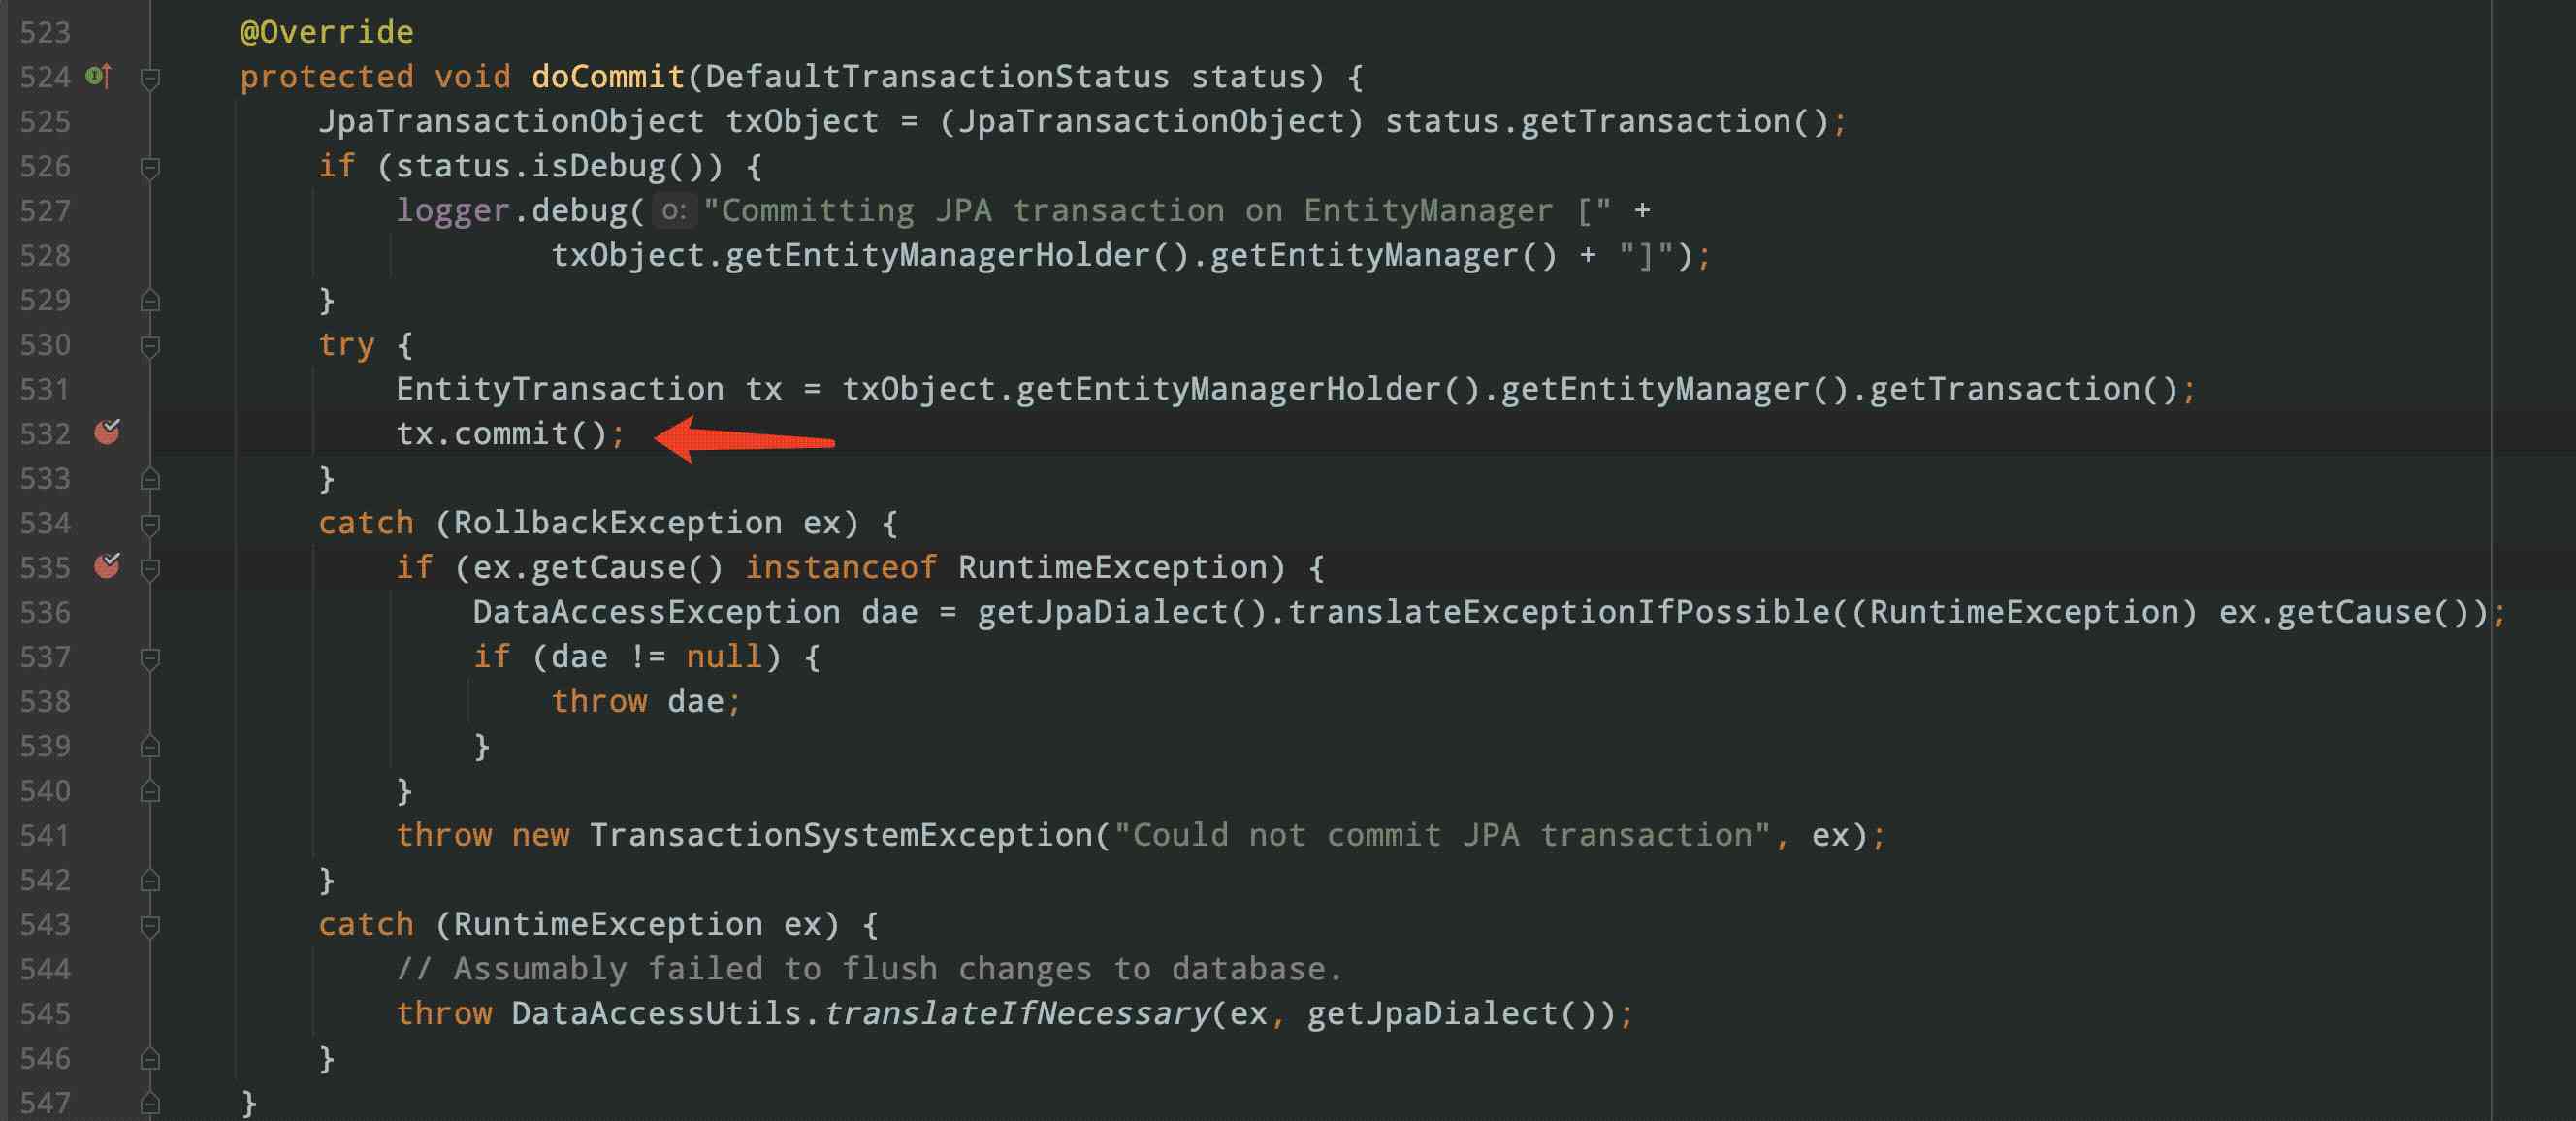 523 @Override
524 protected void doCommit(DefaultTransactionStatus status) {
525 JpaTransactionObject txObject = (JpaTransactionObject) status.getTransaction();
526 if (status.isDebug()) {
527 logger.debug( o: "Committing JPA transaction on EntityManager [" +
528 txObject.getEntityManagerHolder().getEntityManager() + "]");
529 }
530 try {
531 EntityTransaction tx = txObject.getEntityManagerHolder().getEntityManager().getTransaction();
532 tx.commit();
533 }
534 catch (RollbackException ex) {
535 if (ex.getCause() instanceof RuntimeException) {
536 DataAccessException dae = getJpaDialect().translateExceptionIfPossible((RuntimeException) ex.getCause());
537 if (dae != null) {
538 throw dae;
539 }
540 }
541 throw new TransactionSystemException("Could not commit JPA transaction", ex);
542 }
543 catch (RuntimeException ex) {
544 // Assumably failed to flush changes to database.
545 throw DataAccessUtils.translateIfNecessary(ex, getJpaDialect());
546 }
547 }